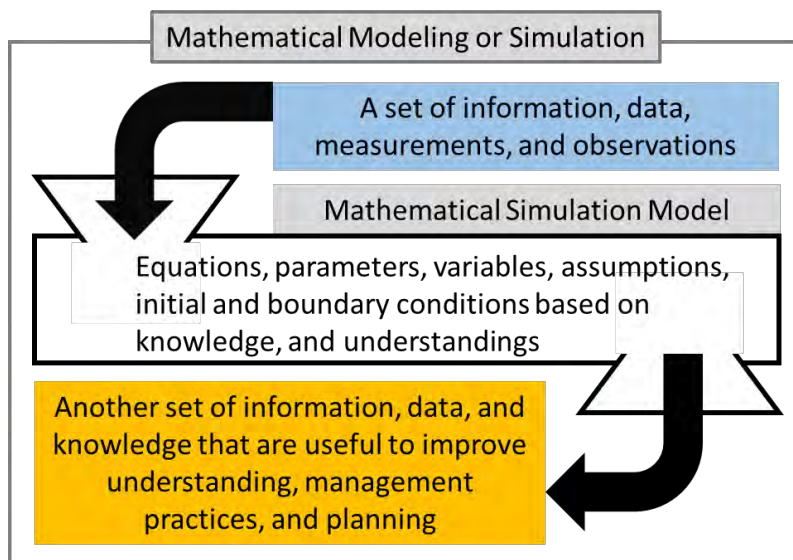 Mathematical Modeling or Simulation
A set of information, data,
measurements, and observations
Mathematical Simulation Model
Equations, parameters, variables, assumptions,
initial and boundary conditions based on
knowledge, and understandings
Another set of information, data, and
knowledge that are useful to improve
understanding, management
practices, and planning